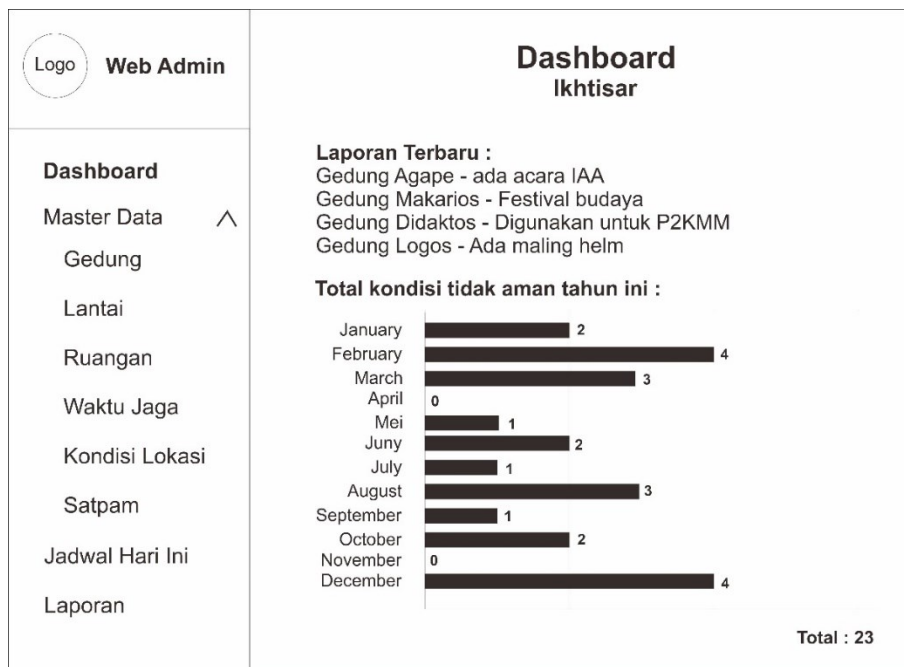 Logo
Web Admin
Dashboard
Master Data
Gedung
Lantai
Ruangan
Waktu Jaga
Kondisi Lokasi
Satpam
Jadwal Hari Ini
Laporan
Dashboard
Ikhtisar
Laporan Terbaru :
Gedung Agape - ada acara IAA
Gedung Makarios - Festival budaya
Gedung Didaktos - Digunakan untuk P2KMM
Gedung Logos - Ada maling helm
Total kondisi tidak aman tahun ini :
January 2
February 4
March 3
April 0
Mei 1
Juny 2
July 1
August 3
September 1
October 2
November 0
December 4
Total : 23